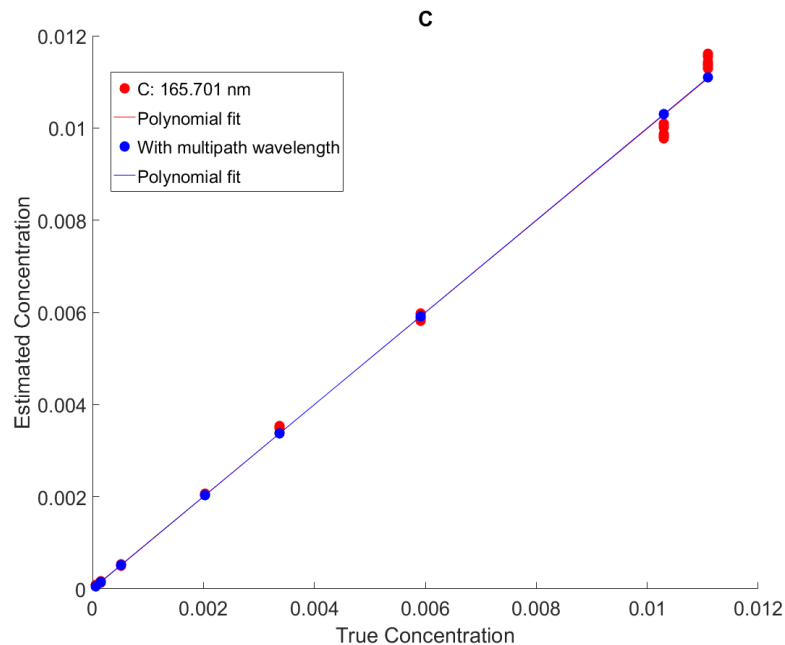 C
0.012
0.01
0.008
0.006
0.004
0.002
0
Estimated Concentration
C: 165.701 nm
Polynomial fit
With multipath wavelength
Polynomial fit
0 0.002 0.004 0.006 0.008 0.01 0.012
True Concentration